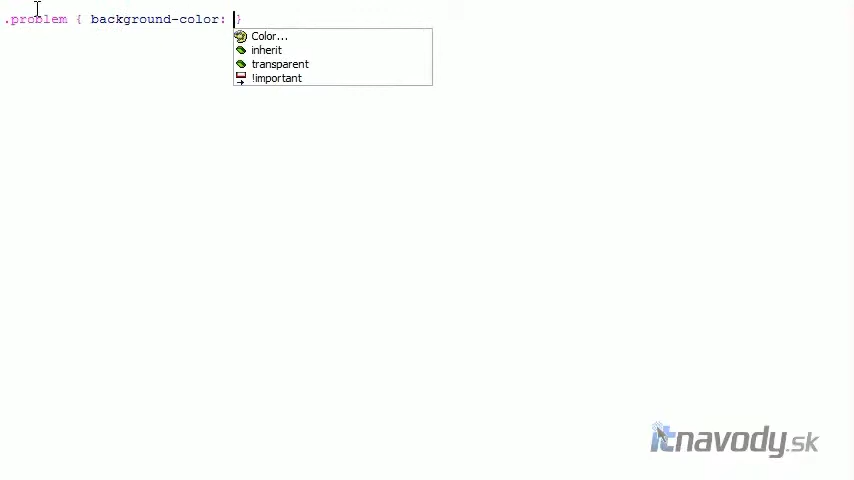 .problem { background-color: }
Color...
inherit
transparent
!important
itnavody.sk